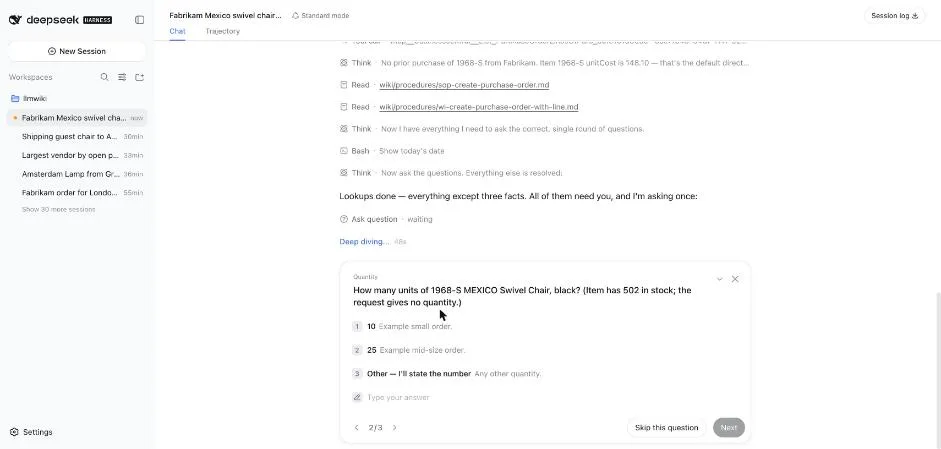 deepseek HARNESS
New Session
Workspaces
llmwiki
Fabrikam Mexico swivel cha... now
Shipping guest chair to A... 30min
Largest vendor by open p... 33min
Amsterdam Lamp from Gr... 36min
Fabrikam order for Londo... 55min
Show 30 more sessions
Settings
Fabrikam Mexico swivel chair... Standard mode
Session log
Chat Trajectory
Think · No prior purchase of 1968-S from Fabrikam. Item 1968-S unitCost is 148.10 — that's the default direct...
Read · wiki/procedures/sop-create-purchase-order.md
Read · wiki/procedures/wi-create-purchase-order-with-line.md
Think · Now I have everything I need to ask the correct, single round of questions.
Bash · Show today's date
Think · Now ask the questions. Everything else is resolved:
Lookups done — everything except three facts. All of them need you, and I'm asking once:
Ask question · waiting
Deep diving... 48s
Quantity
How many units of 1968-S MEXICO Swivel Chair, black? (Item has 502 in stock; the
request gives no quantity.)
1 10 Example small order.
2 25 Example mid-size order.
3 Other — I'll state the number Any other quantity.
Type your answer
2/3
Skip this question
Next